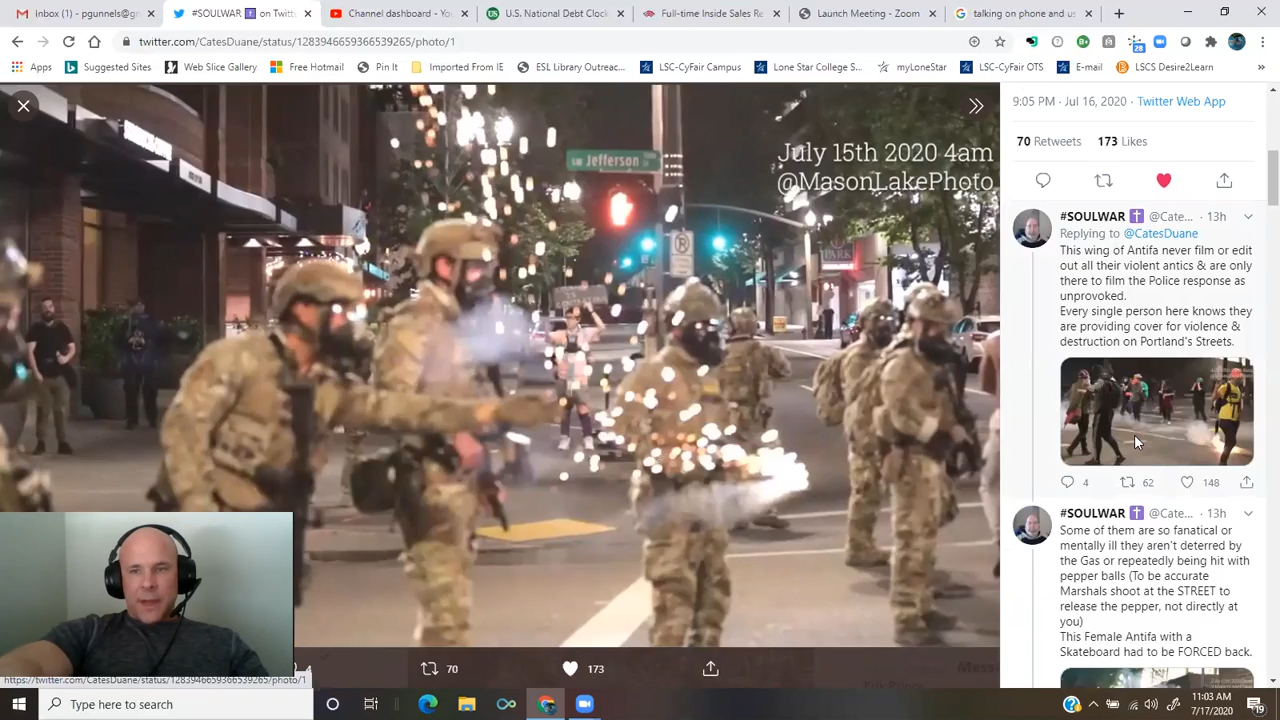 Inbox (1) - pgunnels@gm
#SOULWAR ✝ on Twitt
Channel dashboard - Yo
U.S. National Debt Clock
Full-time Inside Sales Re
Launch Meeting - Zoom
talking on phone and us
twitter.com/CatesDuane/status/1283946659366539265/photo/1
28
Apps
Suggested Sites
Web Slice Gallery
Free Hotmail
Pin It
Imported From IE
ESL Library Outreac...
LSC-CyFair Campus
Lone Star College S...
myLoneStar
LSC-CyFair OTS
E-mail
LSCS Desire2Learn
SW Jefferson
July 15th 2020 4am
@MasonLakePhoto
PARK
70
173
9:05 PM · Jul 16, 2020 · Twitter Web App
70 Retweets 173 Likes
#SOULWAR ✝ @Cate... · 13h
Replying to @CatesDuane
This wing of Antifa never film or edit
out all their violent antics & are only
there to film the Police response as
unprovoked.
Every single person here knows they
are providing cover for violence &
destruction on Portland's Streets.
4 62 148
#SOULWAR ✝ @Cate... · 13h
Some of them are so fanatical or
mentally ill they aren't deterred by
the Gas or repeatedly being hit with
pepper balls (To be accurate
Marshals shoot at the STREET to
release the pepper, not directly at
you)
This Female Antifa with a
Skateboard had to be FORCED back.
https://twitter.com/CatesDuane/status/1283946659366539265/photo/1
Type here to search
11:03 AM
7/17/2020
19